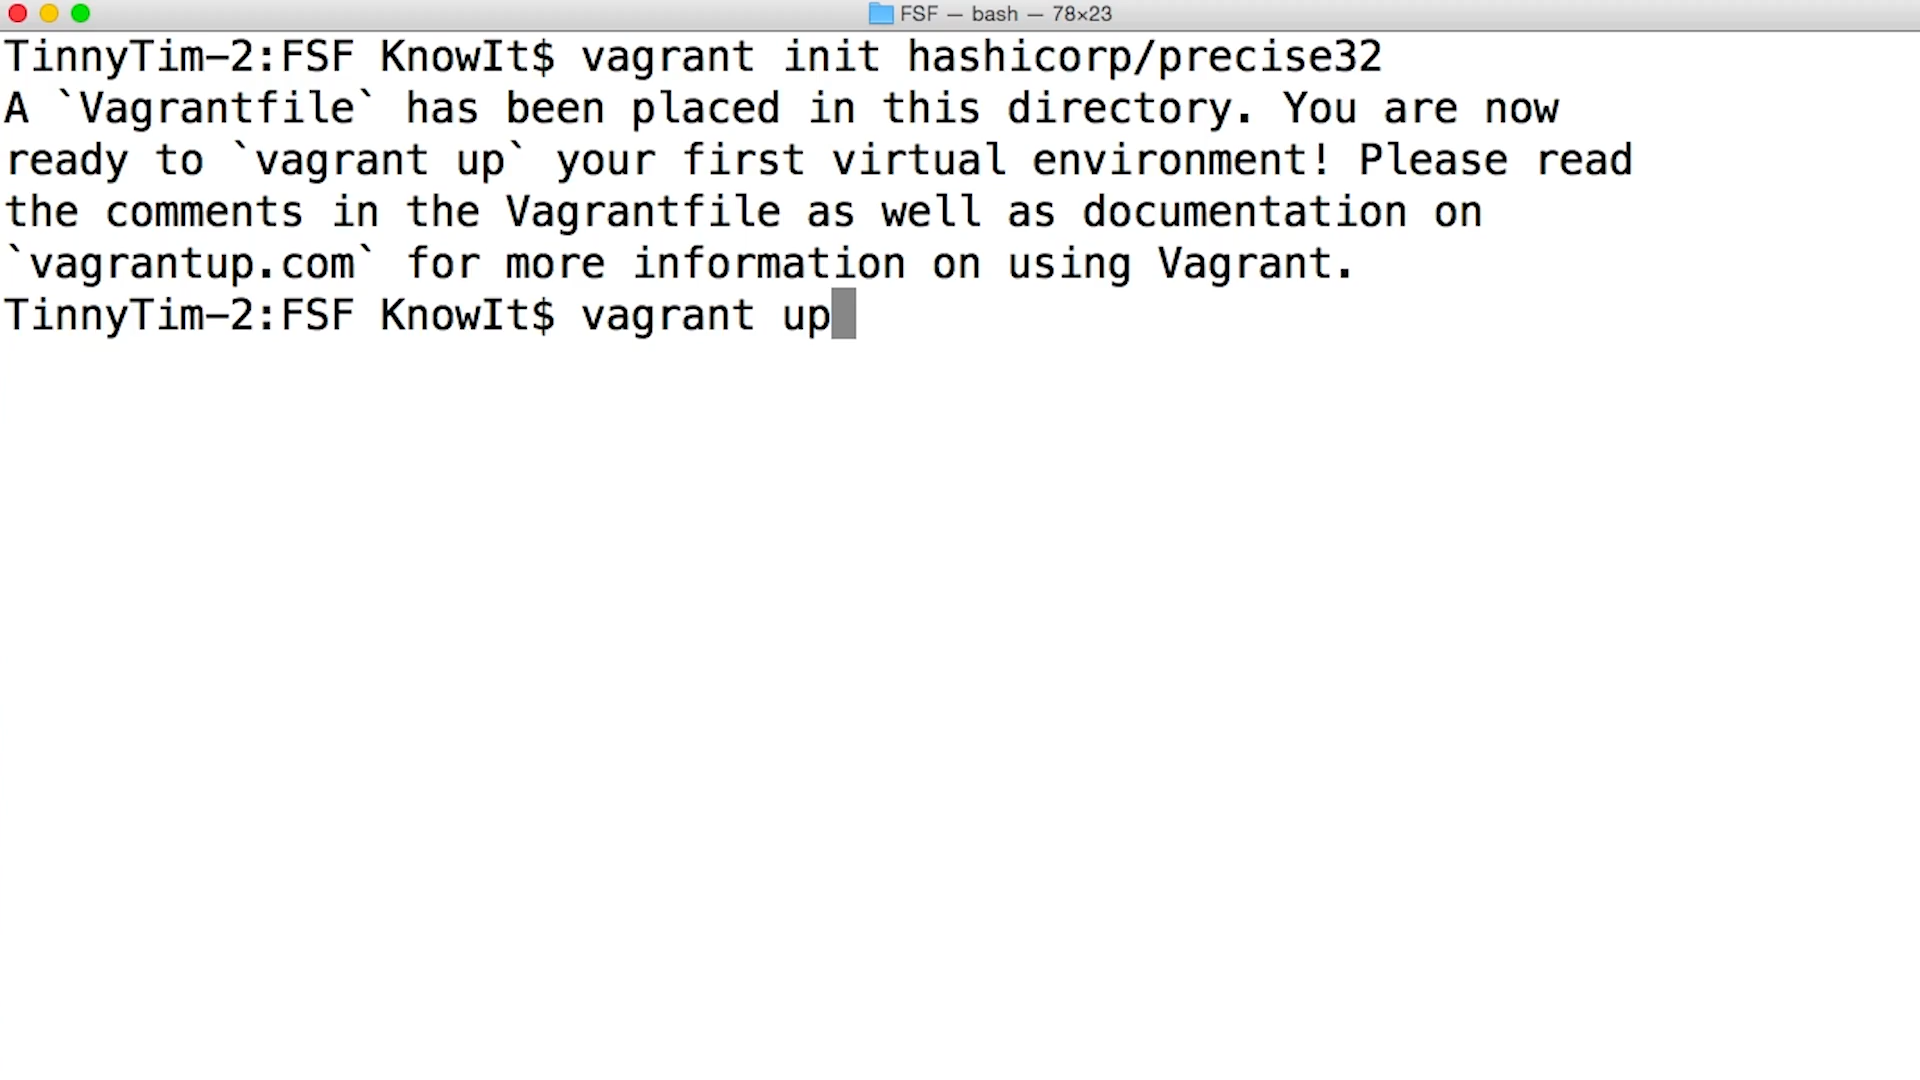 FSF — bash — 78×23
TinnyTim-2:FSF KnowIt$ vagrant init hashicorp/precise32
A `Vagrantfile` has been placed in this directory. You are now
ready to `vagrant up` your first virtual environment! Please read
the comments in the Vagrantfile as well as documentation on
`vagrantup.com` for more information on using Vagrant.
TinnyTim-2:FSF KnowIt$ vagrant up